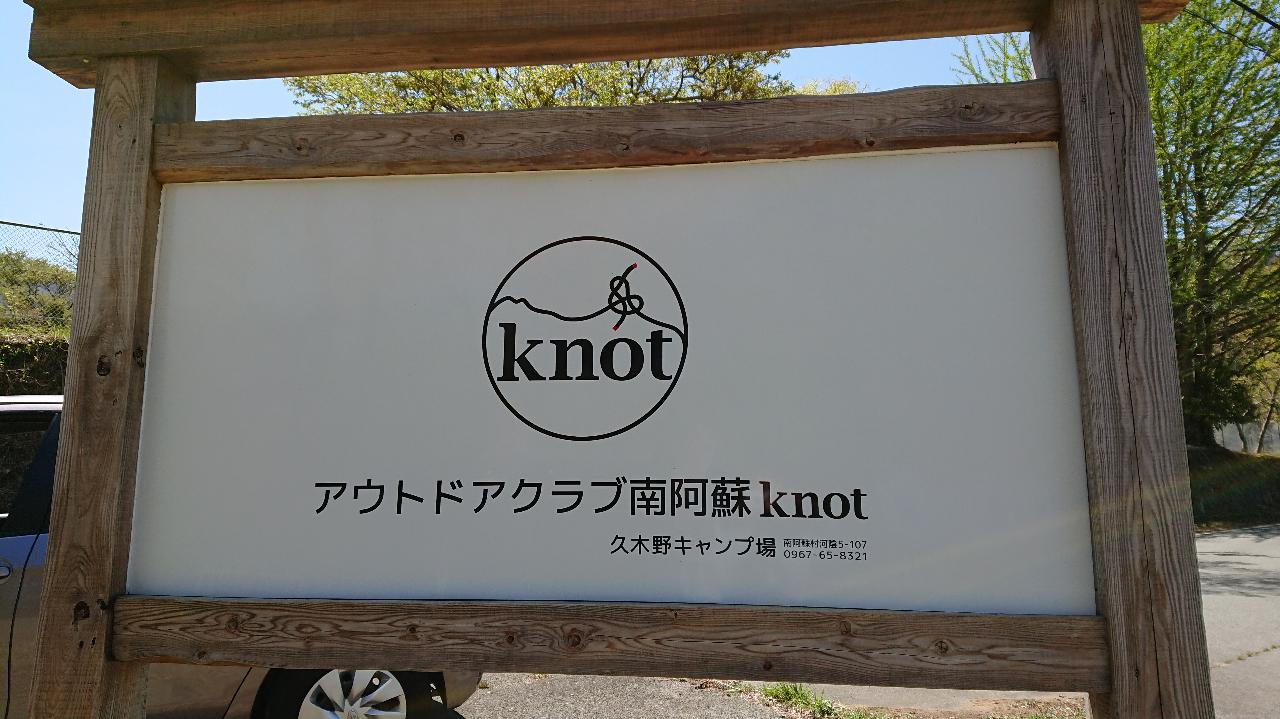 knot
アウトドアクラブ南阿蘇knot
久木野キャンプ場
南阿蘇村河陰5-107
0967-65-8321